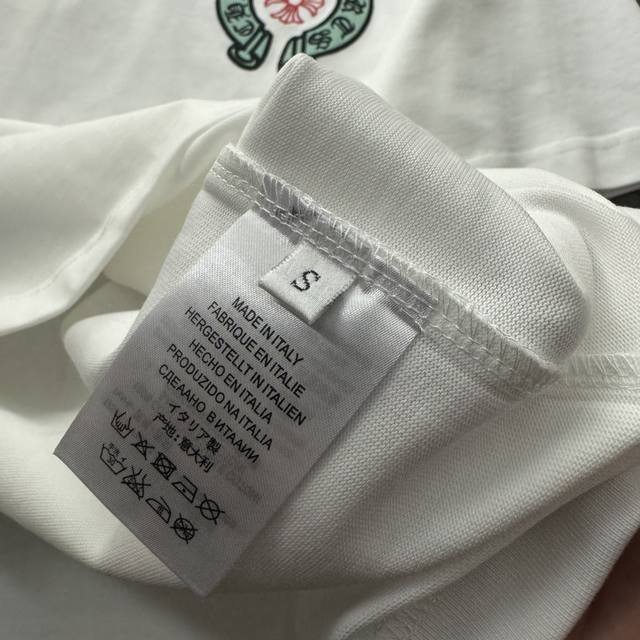 S
MADE IN ITALY
FABRIQUE EN ITALIE
HERGESTELLT IN ITALIEN
HECHO EN ITALIA
PRODUZIDO NA ITALIA
СДЕЛАНО В ИТАЛИИ
イタリア製
产地:意大利